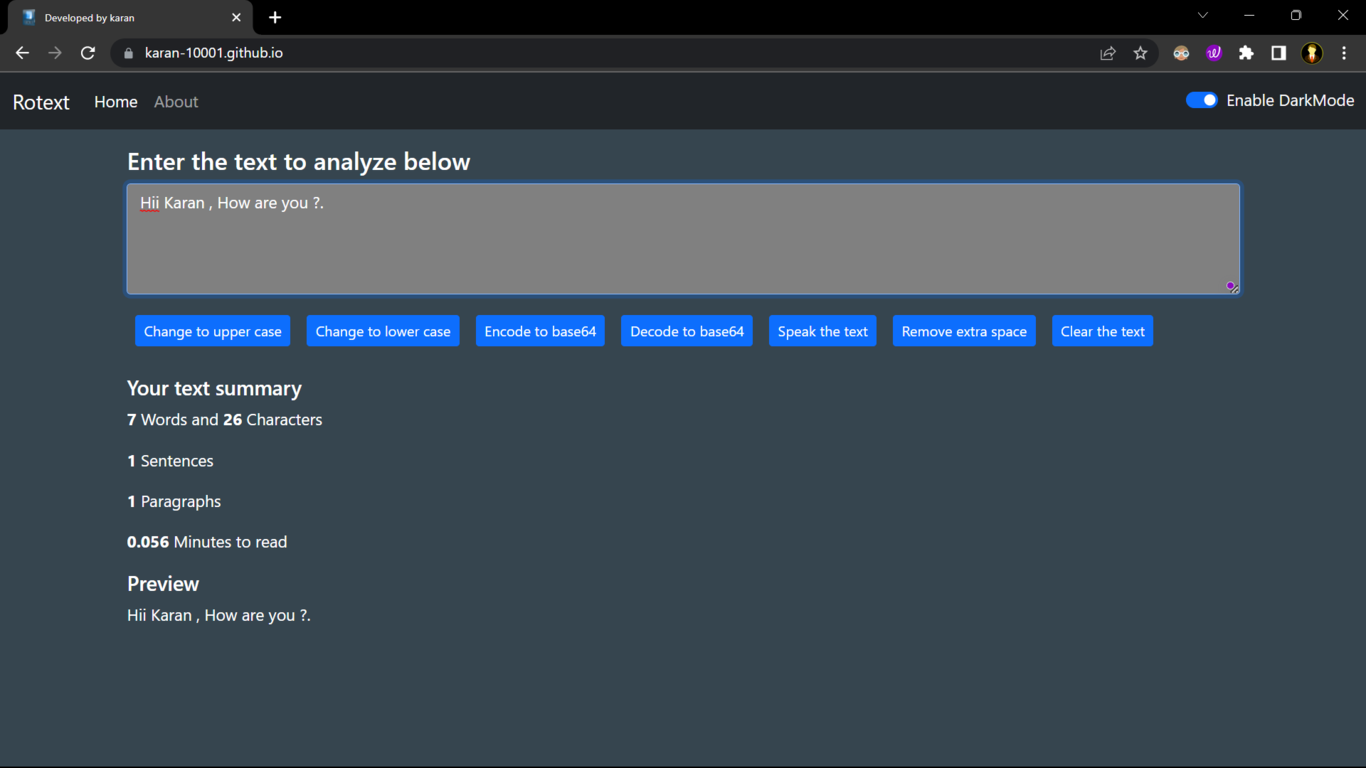 Developed by karan
karan-10001.github.io
Rotext Home About Enable DarkMode
Enter the text to analyze below
Hii Karan , How are you ?.
Change to upper case Change to lower case Encode to base64 Decode to base64 Speak the text Remove extra space Clear the text
Your text summary
7 Words and 26 Characters
1 Sentences
1 Paragraphs
0.056 Minutes to read
Preview
Hii Karan , How are you ?.